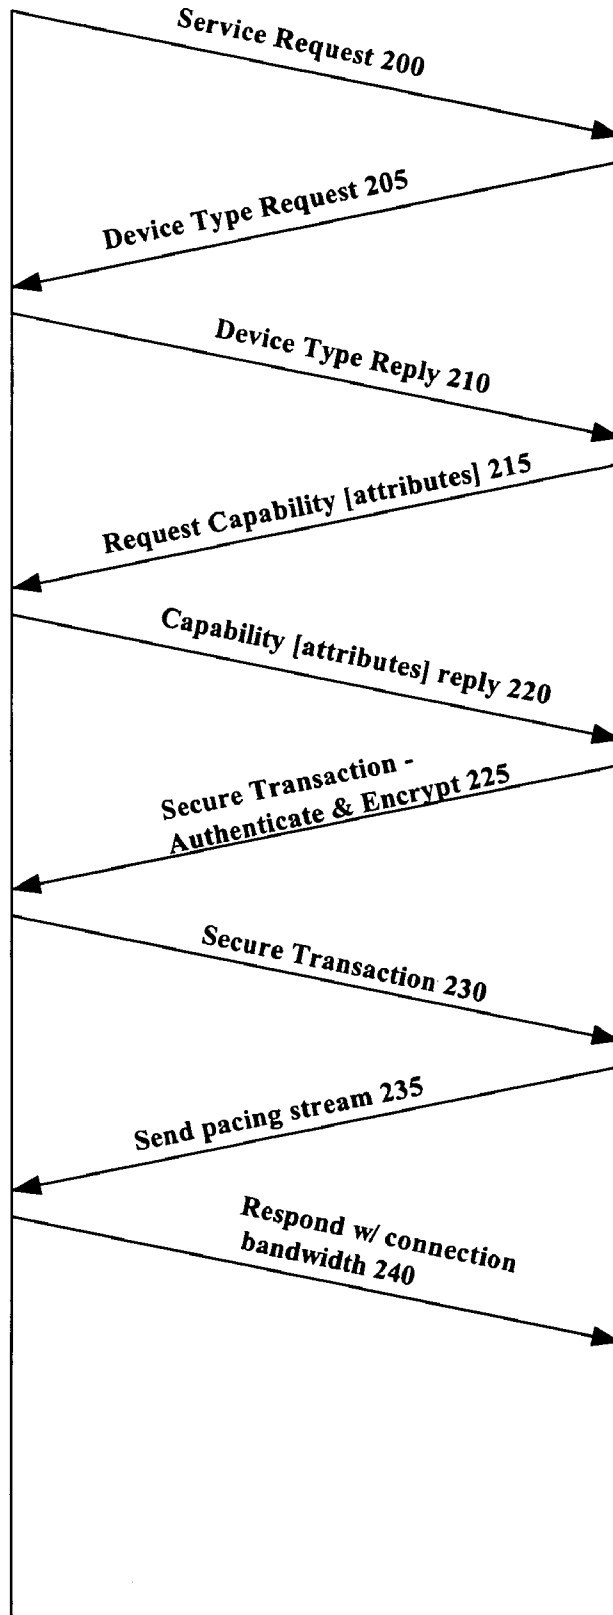 Service Request 200
Device Type Request 205
Device Type Reply 210
Request Capability [attributes] 215
Capability [attributes] reply 220
Secure Transaction -
Authenticate & Encrypt 225
Secure Transaction 230
Send pacing stream 235
Respond w/ connection
bandwidth 240